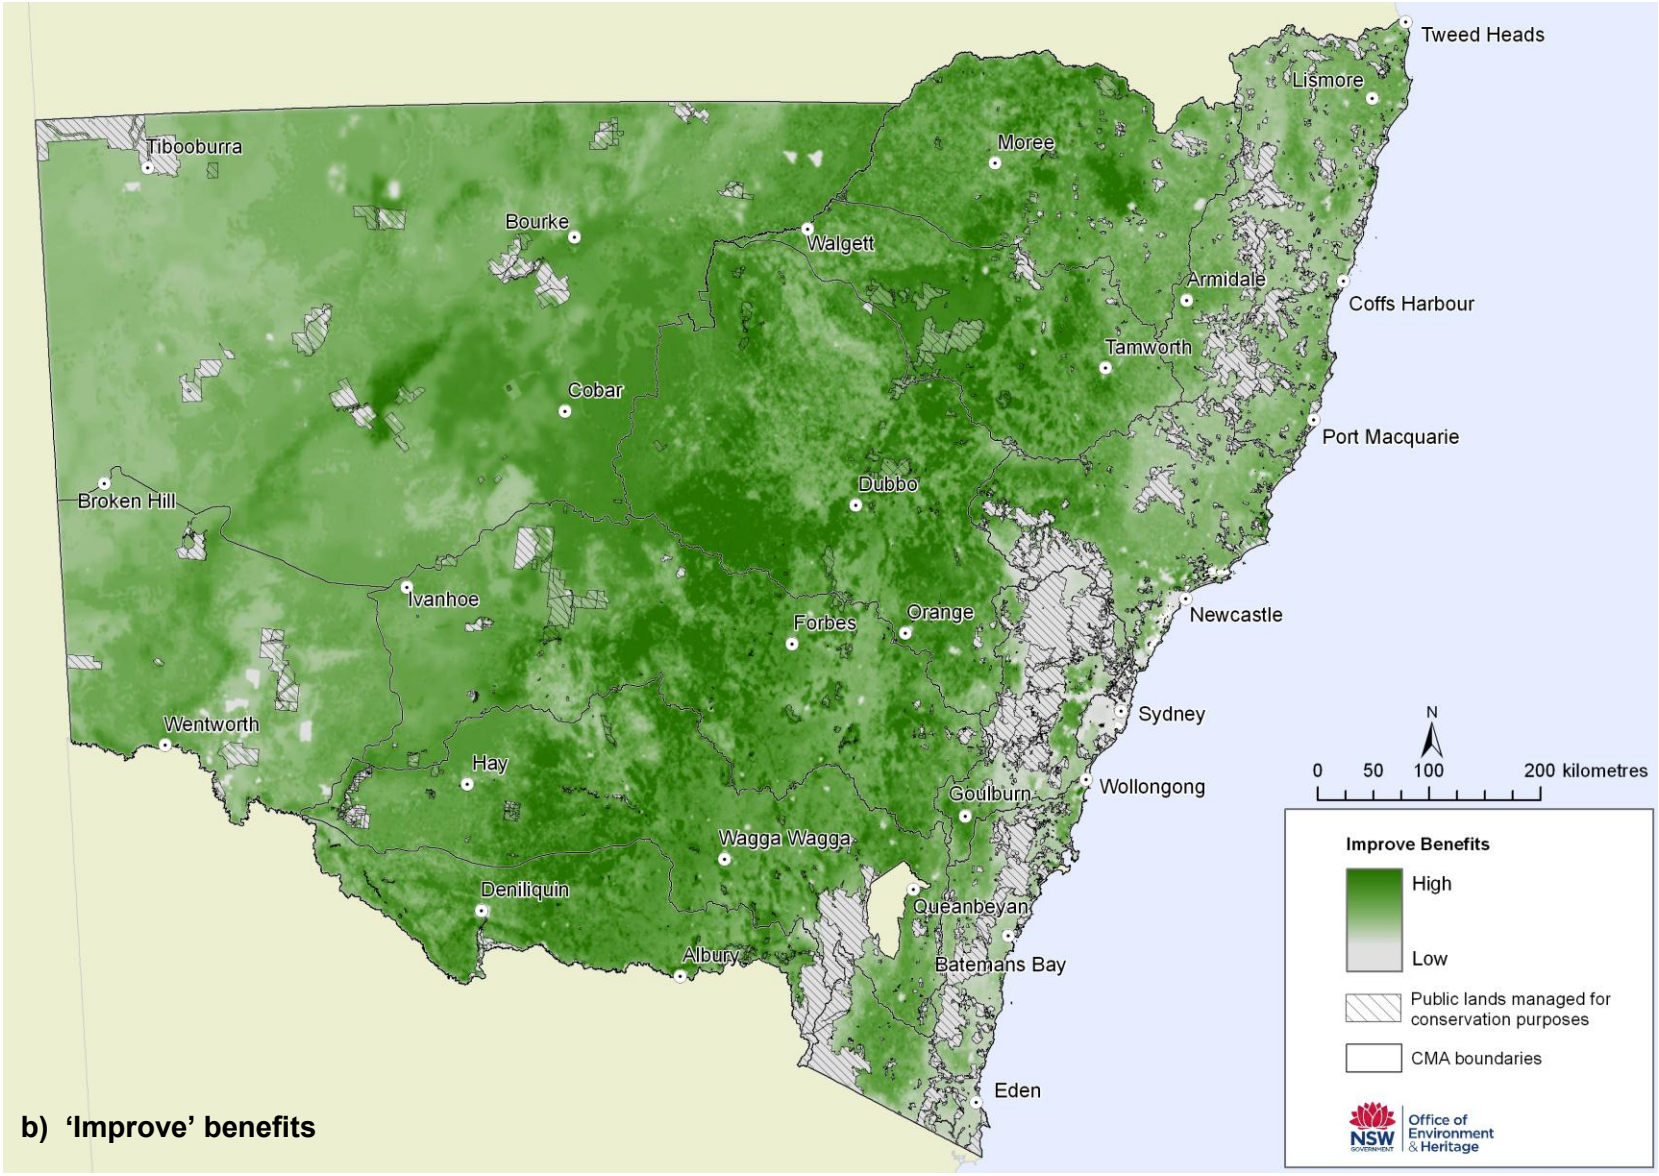 Tweed Heads
Lismore
Tibooburra
Moree
Bourke
Walgett
Armidale
Coffs Harbour
Tamworth
Cobar
Port Macquarie
Broken Hill
Dubbo
Ivanhoe
Forbes
Orange
Newcastle
Wentworth
Sydney
Hay
Goulburn
Wollongong
Wagga Wagga
Deniliquin
Queanbeyan
Albury
Batemans Bay
Eden
N
0 50 100 200 kilometres
Improve Benefits
High
Low
Public lands managed for
conservation purposes
CMA boundaries
NSW
GOVERNMENT
Office of
Environment
& Heritage
b) ‘Improve’ benefits